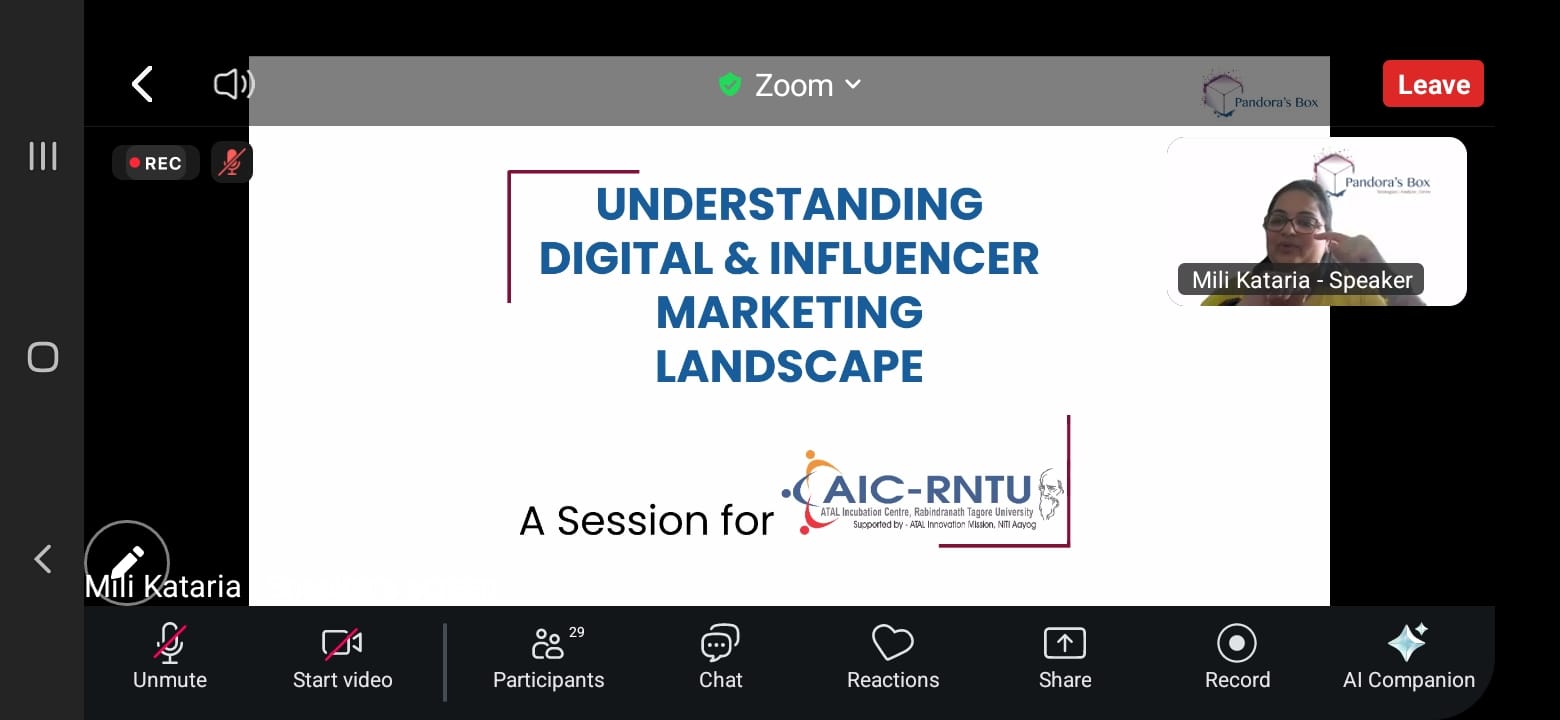 Zoom
Pandora's Box
Leave
REC
UNDERSTANDING
DIGITAL & INFLUENCER
MARKETING
LANDSCAPE
Pandora's Box
Mili Kataria - Speaker
A Session for
AIC-RNTU
ATAL Incubation Centre, Rabindranath Tagore University
Supported by - ATAL Innovation Mission, NITI Aayog
Mili Kataria
29
Unmute
Start video
Participants
Chat
Reactions
Share
Record
AI Companion